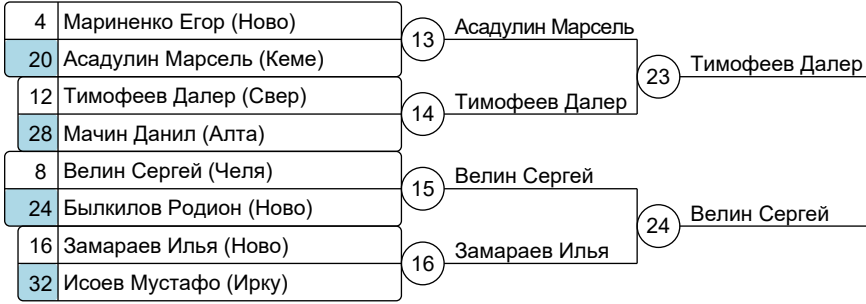 4 Мариненко Егор (Ново)
20 Асадулин Марсель (Кеме)
12 Тимофеев Далер (Свер)
28 Мачин Данил (Алта)
8 Велин Сергей (Челя)
24 Былкилов Родион (Ново)
16 Замараев Илья (Ново)
32 Исоев Мустафо (Ирку)
13 Асадулин Марсель
14 Тимофеев Далер
15 Велин Сергей
16 Замараев Илья
23 Тимофеев Далер
24 Велин Сергей